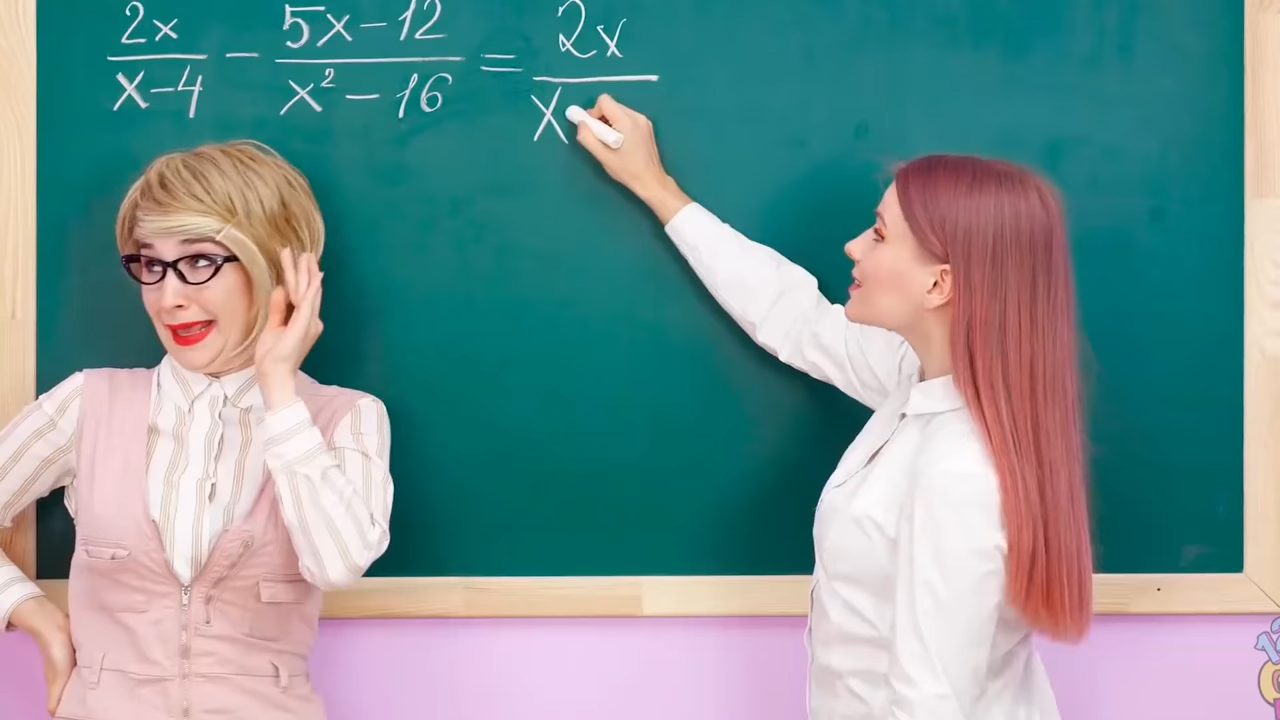 2x/(x-4) - (5x-12)/(x²-16) = 2x/x